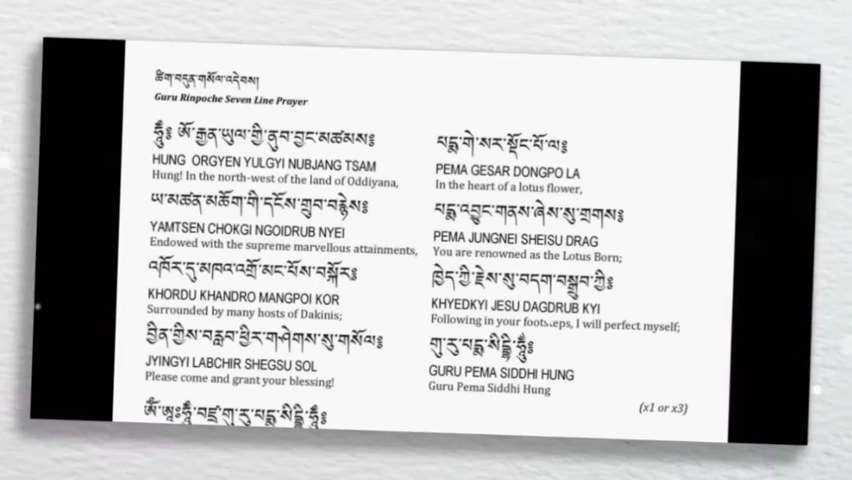 ཚིག་བདུན་གསོལ་འདེབས།
Guru Rinpoche Seven Line Prayer
ཧཱུྃ༔ ཨོ་རྒྱན་ཡུལ་གྱི་ནུབ་བྱང་མཚམས༔
HUNG ORGYEN YULGYI NUBJANG TSAM
Hung! In the north-west of the land of Oddiyana,
པདྨ་གེ་སར་སྡོང་པོ་ལ༔
PEMA GESAR DONGPO LA
In the heart of a lotus flower,
ཡ་མཚན་མཆོག་གི་དངོས་གྲུབ་བརྙེས༔
YAMTSEN CHOKGI NGOIDRUB NYEI
Endowed with the supreme marvellous attainments,
པདྨ་འབྱུང་གནས་ཞེས་སུ་གྲགས༔
PEMA JUNGNEI SHEISU DRAG
You are renowned as the Lotus Born;
འཁོར་དུ་མཁའ་འགྲོ་མང་པོས་བསྐོར༔
KHORDU KHANDRO MANGPOI KOR
Surrounded by many hosts of Dakinis;
ཁྱེད་ཀྱི་རྗེས་སུ་བདག་བསྒྲུབ་ཀྱི༔
KHYEDKYI JESU DAGDRUB KYI
Following in your footsteps, I will perfect myself;
བྱིན་གྱིས་བརླབ་ཕྱིར་གཤེགས་སུ་གསོལ༔
JYINGYI LABCHIR SHEGSU SOL
Please come and grant your blessing!
གུ་རུ་པདྨ་སིདྡྷི་ཧཱུྃ༔
GURU PEMA SIDDHI HUNG
Guru Pema Siddhi Hung
(x1 or x3)
ཨོཾ་ཨཱཿཧཱུྃ་བཛྲ་གུ་རུ་པདྨ་སིདྡྷི་ཧཱུྃ༔